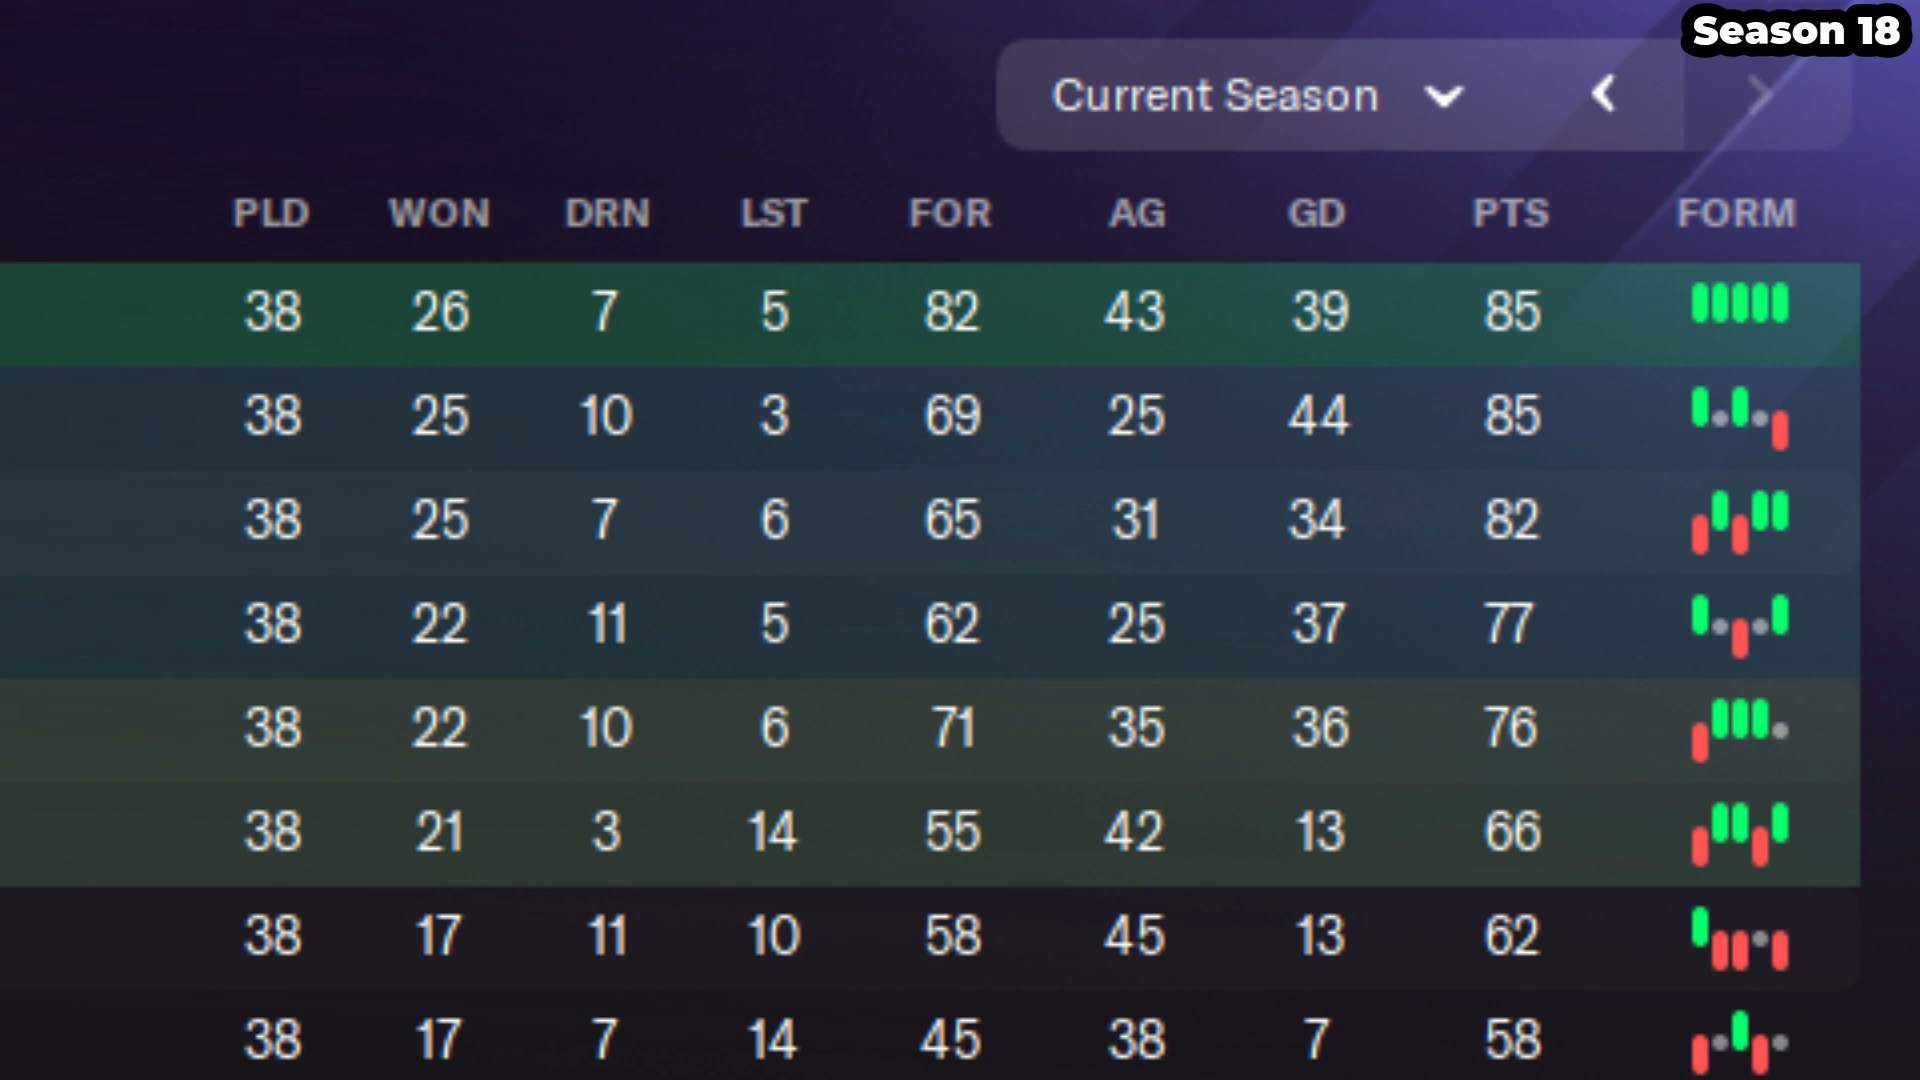 Season 18
Current Season
PLD WON DRN LST FOR AG GD PTS FORM
38 26 7 5 82 43 39 85
38 25 10 3 69 25 44 85
38 25 7 6 65 31 34 82
38 22 11 5 62 25 37 77
38 22 10 6 71 35 36 76
38 21 3 14 55 42 13 66
38 17 11 10 58 45 13 62
38 17 7 14 45 38 7 58